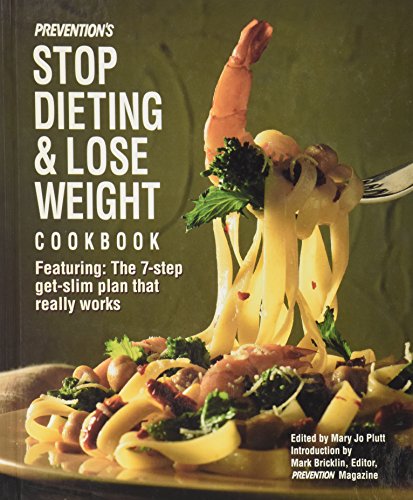 PREVENTION'S
STOP
DIETING
& LOSE
WEIGHT
COOKBOOK
Featuring: The 7-step
get-slim plan that
really works
Edited by Mary Jo Plutt
Introduction by
Mark Bricklin, Editor,
PREVENTION Magazine